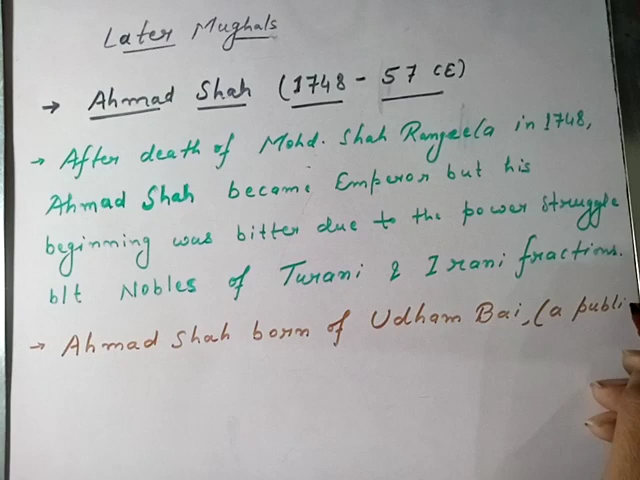 Later Mughals
→ Ahmad Shah (1748 - 57 CE)
→ After death of Mohd. Shah Rangeela in 1748,
Ahmad Shah became Emperor but his
beginning was bitter due to the power struggle
b/t Nobles of Turani & Irani fractions.
→ Ahmad Shah born of Udham Bai, (a publi